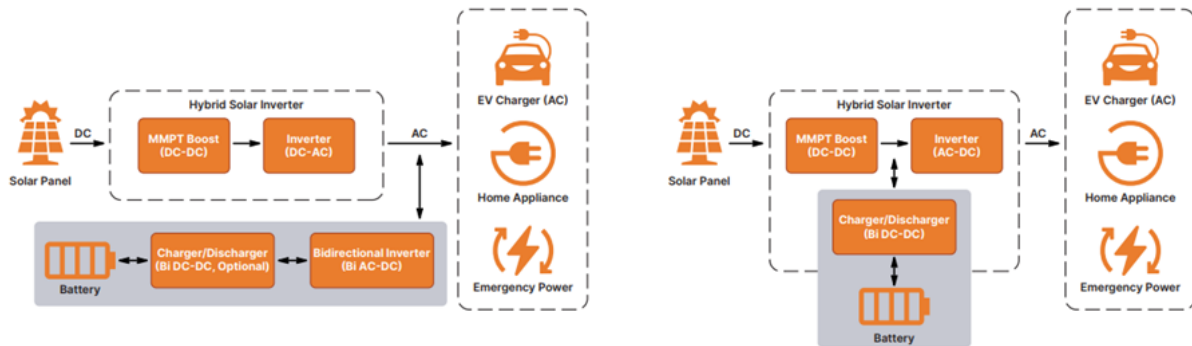 EV Charger (AC)
Hybrid Solar Inverter
DC
MMPT Boost
(DC-DC)
Inverter
(DC-AC)
AC
Solar Panel
Home Appliance
Charger/Discharger
(Bi DC-DC, Optional)
Bidirectional Inverter
(Bi AC-DC)
Battery
Emergency Power
EV Charger (AC)
Hybrid Solar Inverter
DC
MMPT Boost
(DC-DC)
Inverter
(AC-DC)
AC
Solar Panel
Home Appliance
Charger/Discharger
(Bi DC-DC)
Emergency Power
Battery